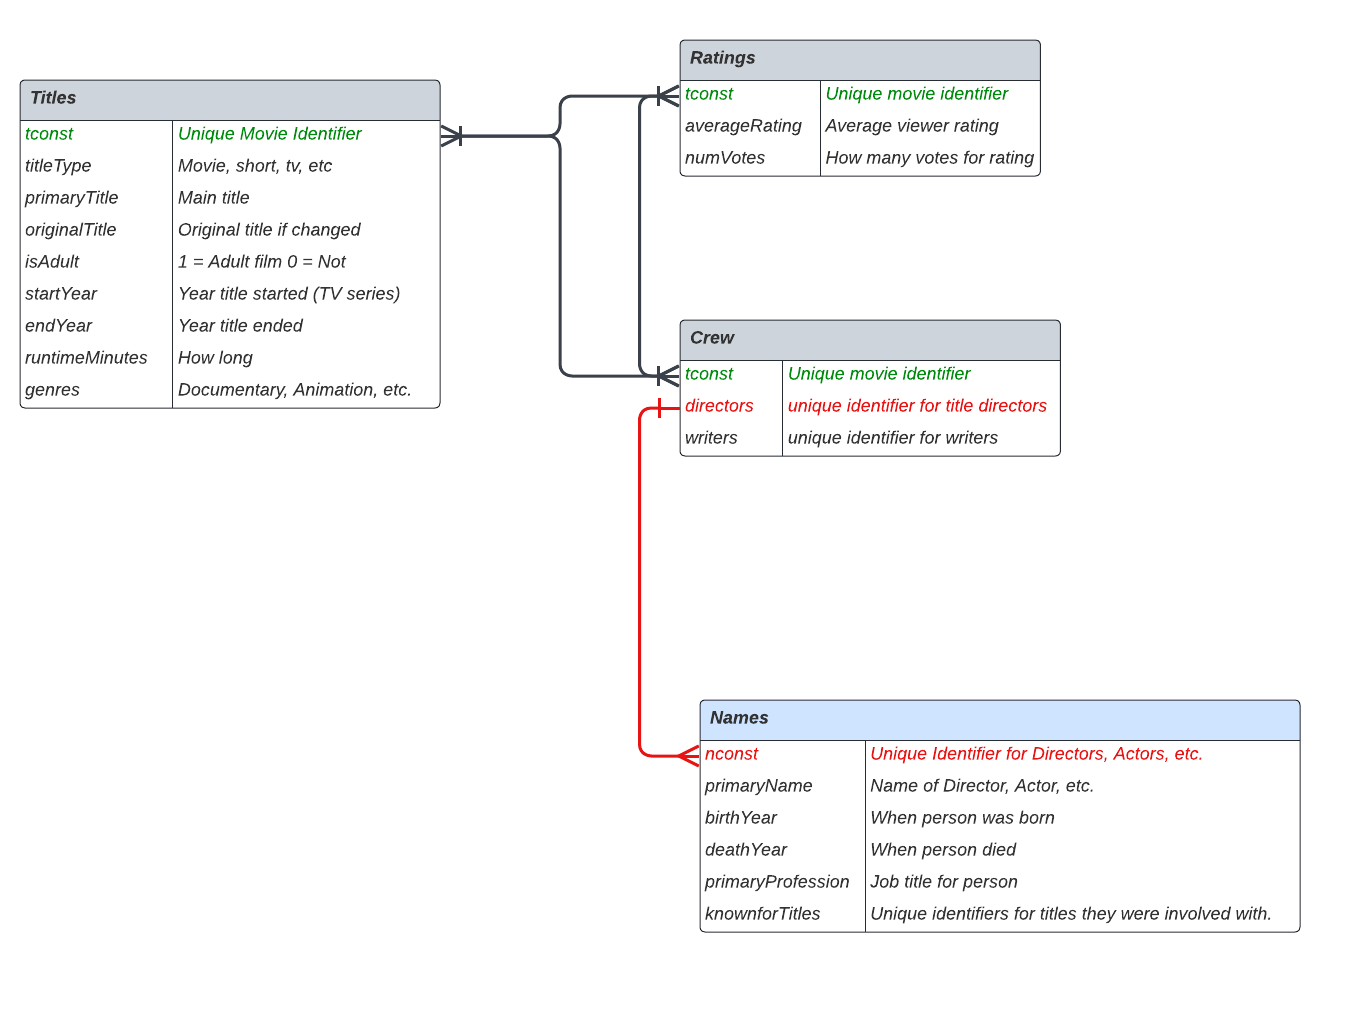 Titles
tconst Unique Movie Identifier
titleType Movie, short, tv, etc
primaryTitle Main title
originalTitle Original title if changed
isAdult 1 = Adult film 0 = Not
startYear Year title started (TV series)
endYear Year title ended
runtimeMinutes How long
genres Documentary, Animation, etc.
Ratings
tconst Unique movie identifier
averageRating Average viewer rating
numVotes How many votes for rating
Crew
tconst Unique movie identifier
directors unique identifier for title directors
writers unique identifier for writers
Names
nconst Unique Identifier for Directors, Actors, etc.
primaryName Name of Director, Actor, etc.
birthYear When person was born
deathYear When person died
primaryProfession Job title for person
knownforTitles Unique identifiers for titles they were involved with.